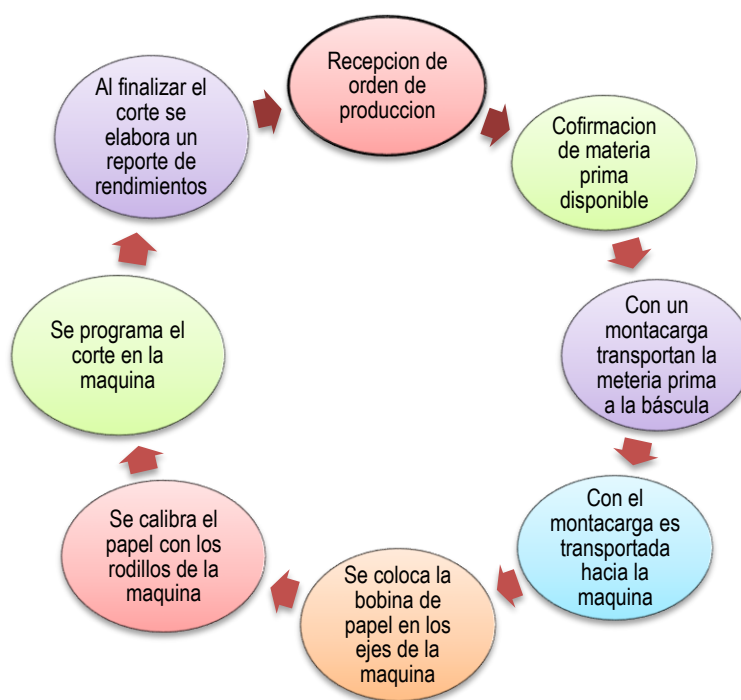 Recepcion de
orden de
produccion
Cofirmacion
de materia
prima
disponible
Con un
montacarga
transportan la
meteria prima
a la báscula
Con el
montacarga es
transportada
hacia la
maquina
Se coloca la
bobina de
papel en los
ejes de la
maquina
Se calibra el
papel con los
rodillos de la
maquina
Se programa el
corte en la
maquina
Al finalizar el
corte se
elabora un
reporte de
rendimientos